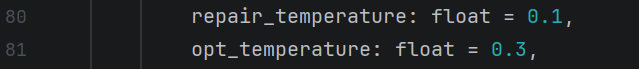 80 repair_temperature: float = 0.1,
81 opt_temperature: float = 0.3,